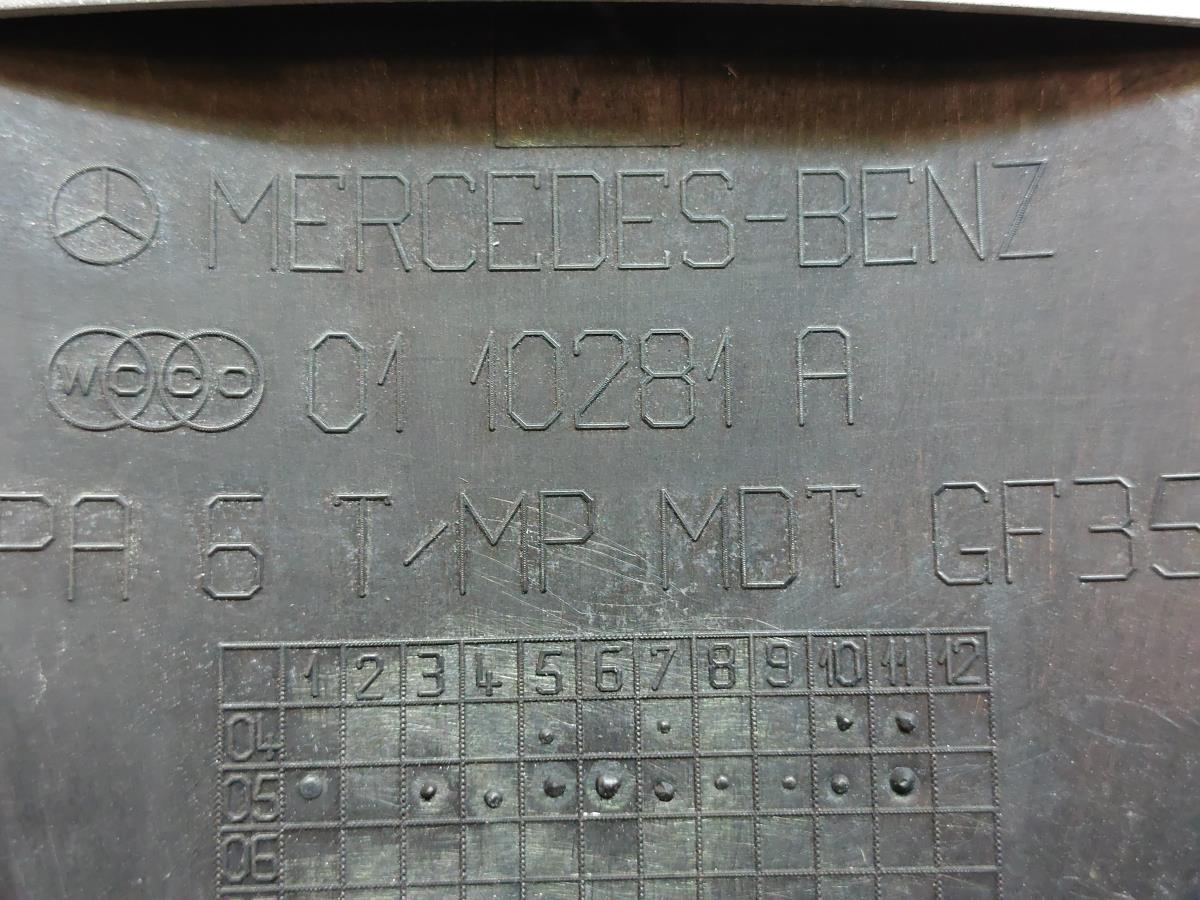 MERCEDES-BENZ
WOCO 01 10281 A
PA 6 T/MP MDT GF35
1 2 3 4 5 6 7 8 9 10 11 12
04
05
06